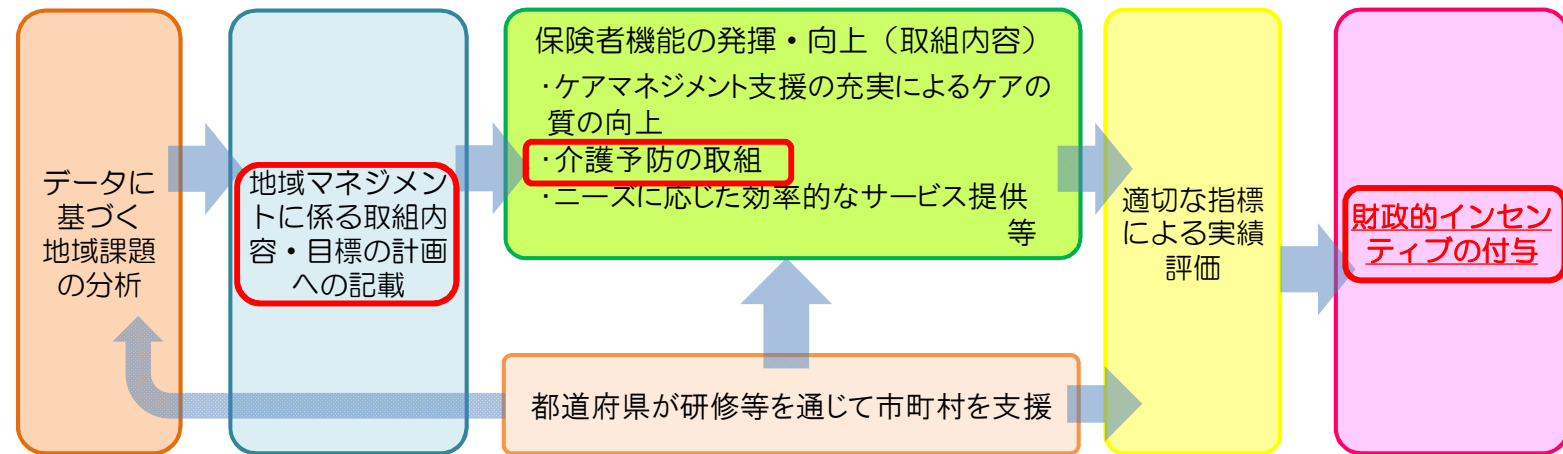 データに
基づく
地域課題
の分析
地域マネジメン
トに係る取組内
容・目標の計画
への記載
保険者機能の発揮・向上（取組内容）
・ケアマネジメント支援の充実によるケアの
質の向上
・介護予防の取組
・ニーズに応じた効率的なサービス提供
等
都道府県が研修等を通じて市町村を支援
適切な指標
による実績
評価
財政的インセン
ティブの付与